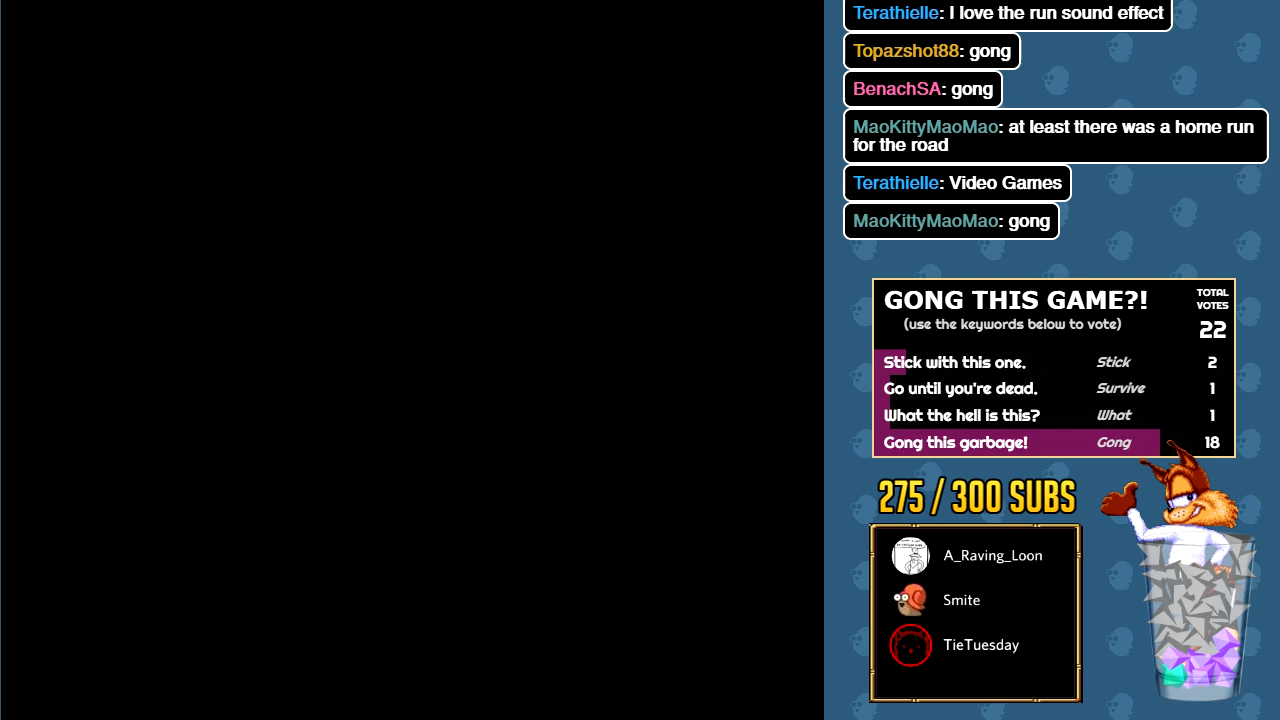 Terathielle: I love the run sound effect
Topazshot88: gong
BenachSA: gong
MaoKittyMaoMao: at least there was a home run
for the road
Terathielle: Video Games
MaoKittyMaoMao: gong
GONG THIS GAME?!
TOTAL
VOTES
(use the keywords below to vote)
22
Stick with this one. Stick 2
Go until you're dead. Survive 1
What the hell is this? What 1
Gong this garbage! Gong 18
275 / 300 SUBS
A_Raving_Loon
Smite
TieTuesday